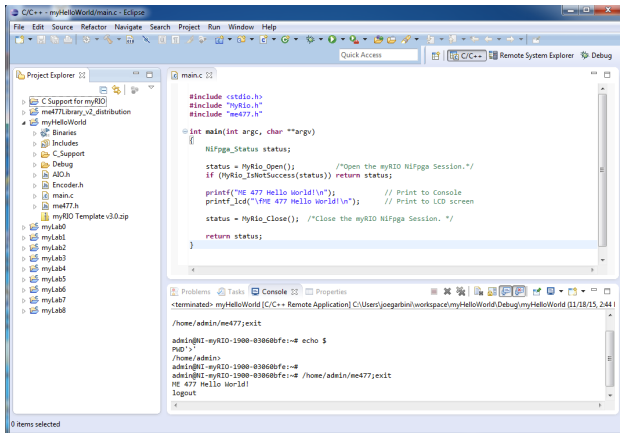 C/C++ - myHelloWorld/main.c - Eclipse
File Edit Source Refactor Navigate Search Project Run Window Help
Quick Access
C/C++ Remote System Explorer Debug
Project Explorer
C Support for myRIO
me477Library_v2_distribution
myHelloWorld
Binaries
Includes
C_Support
Debug
AIO.h
Encoder.h
main.c
me477.h
myRIO Template v3.0.zip
myLab0
myLab1
myLab2
myLab3
myLab4
myLab5
myLab6
myLab7
myLab8
main.c
#include <stdio.h>
#include "MyRio.h"
#include "me477.h"
int main(int argc, char **argv)
{
NiFpga_Status status;
status = MyRio_Open(); /*Open the myRIO NiFpga Session.*/
if (MyRio_IsNotSuccess(status)) return status;
printf("ME 477 Hello World!\n"); // Print to Console
printf_lcd("\fME 477 Hello World!\n"); // Print to LCD screen
status = MyRio_Close(); /*Close the myRIO NiFpga Session. */
return status;
}
Problems Tasks Console Properties
<terminated> myHelloWorld [C/C++ Remote Application] C:\Users\joegarbini\workspace\myHelloWorld\Debug\myHelloWorld (11/18/15, 2:44
/home/admin/me477;exit
admin@NI-myRIO-1900-03060bfe:~# echo $
PWD'>'
/home/admin>
admin@NI-myRIO-1900-03060bfe:~#
admin@NI-myRIO-1900-03060bfe:~# /home/admin/me477;exit
ME 477 Hello World!
logout
0 items selected